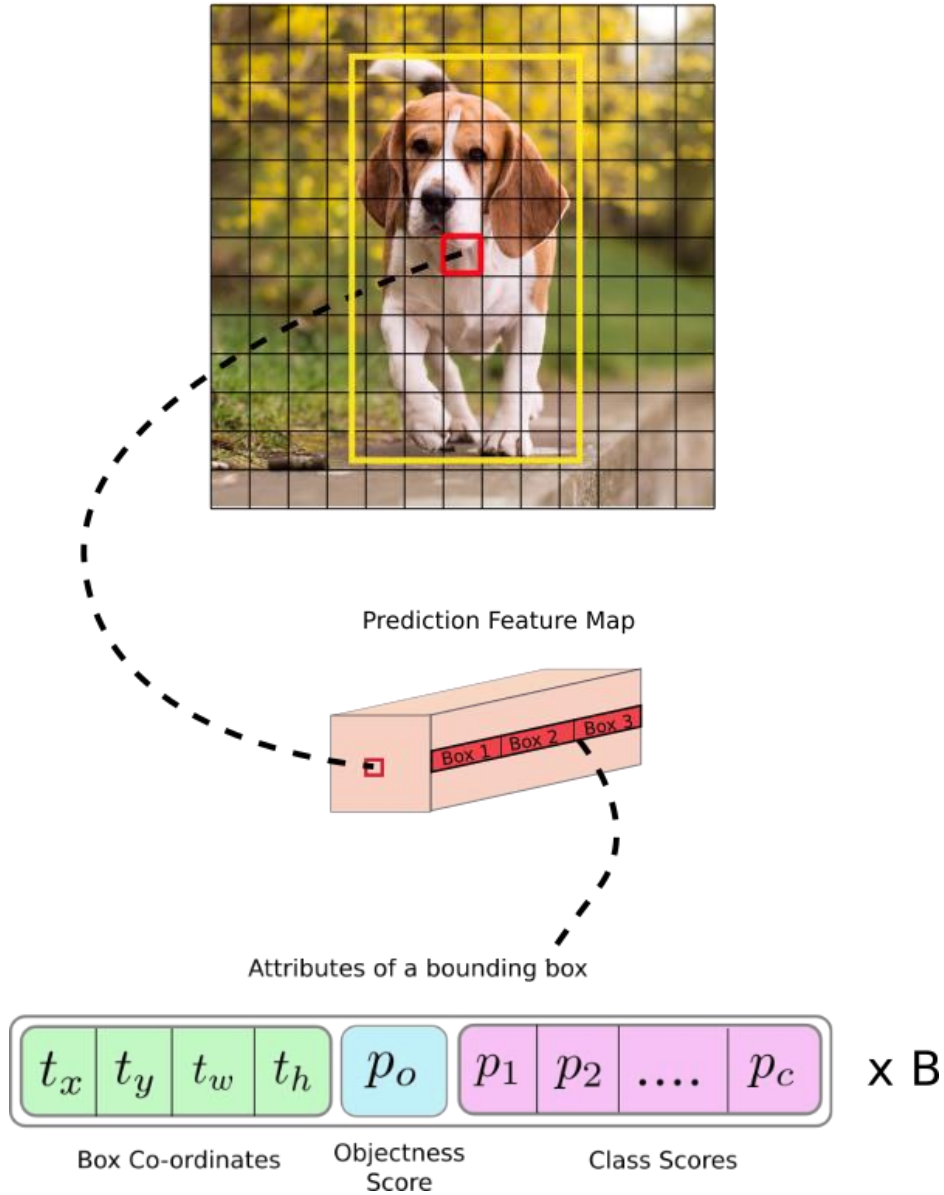 Prediction Feature Map
Box 1 Box 2 Box 3
Attributes of a bounding box
t_x t_y t_w t_h p_o p_1 p_2 .... p_c x B
Box Co-ordinates Objectness Score Class Scores